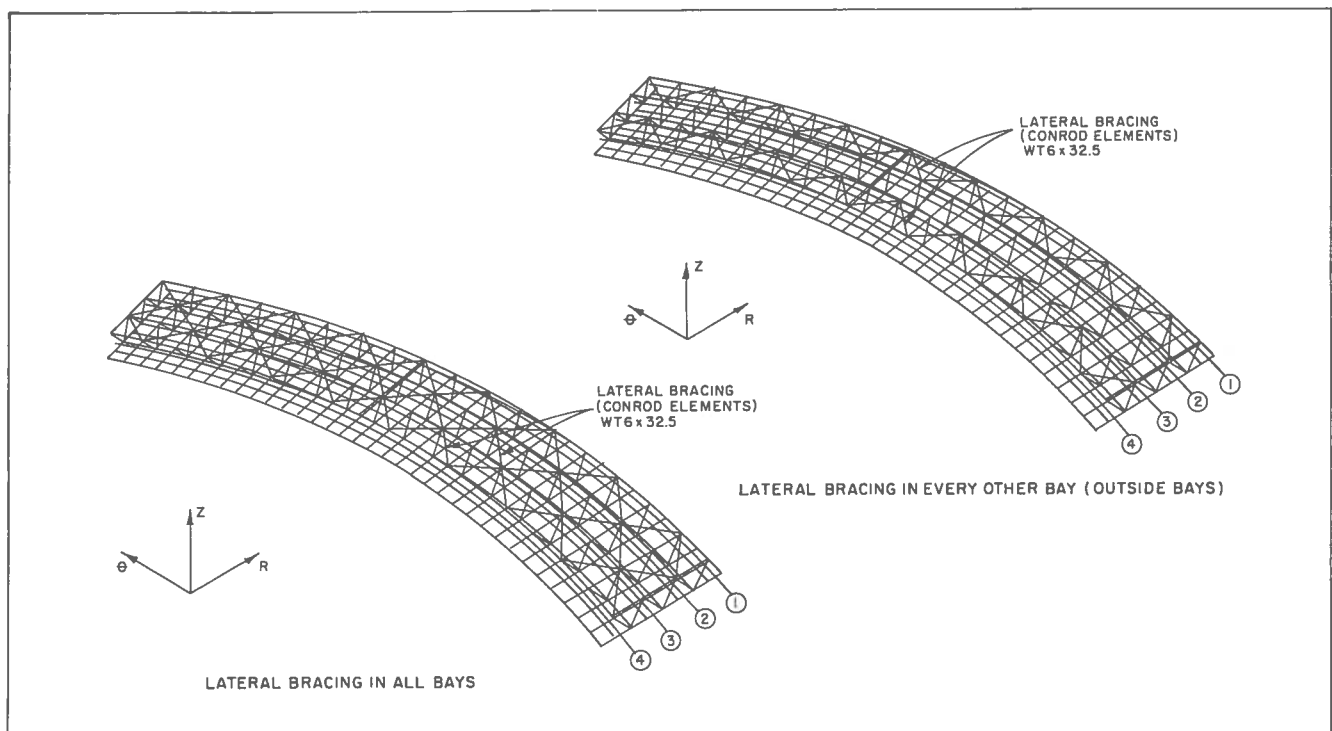 LATERAL BRACING
(CONROD ELEMENTS)
WT6 x 32.5
Z
θ
R
1
2
3
4
LATERAL BRACING IN EVERY OTHER BAY (OUTSIDE BAYS)
LATERAL BRACING
(CONROD ELEMENTS)
WT6 x 32.5
Z
θ
R
1
2
3
4
LATERAL BRACING IN ALL BAYS